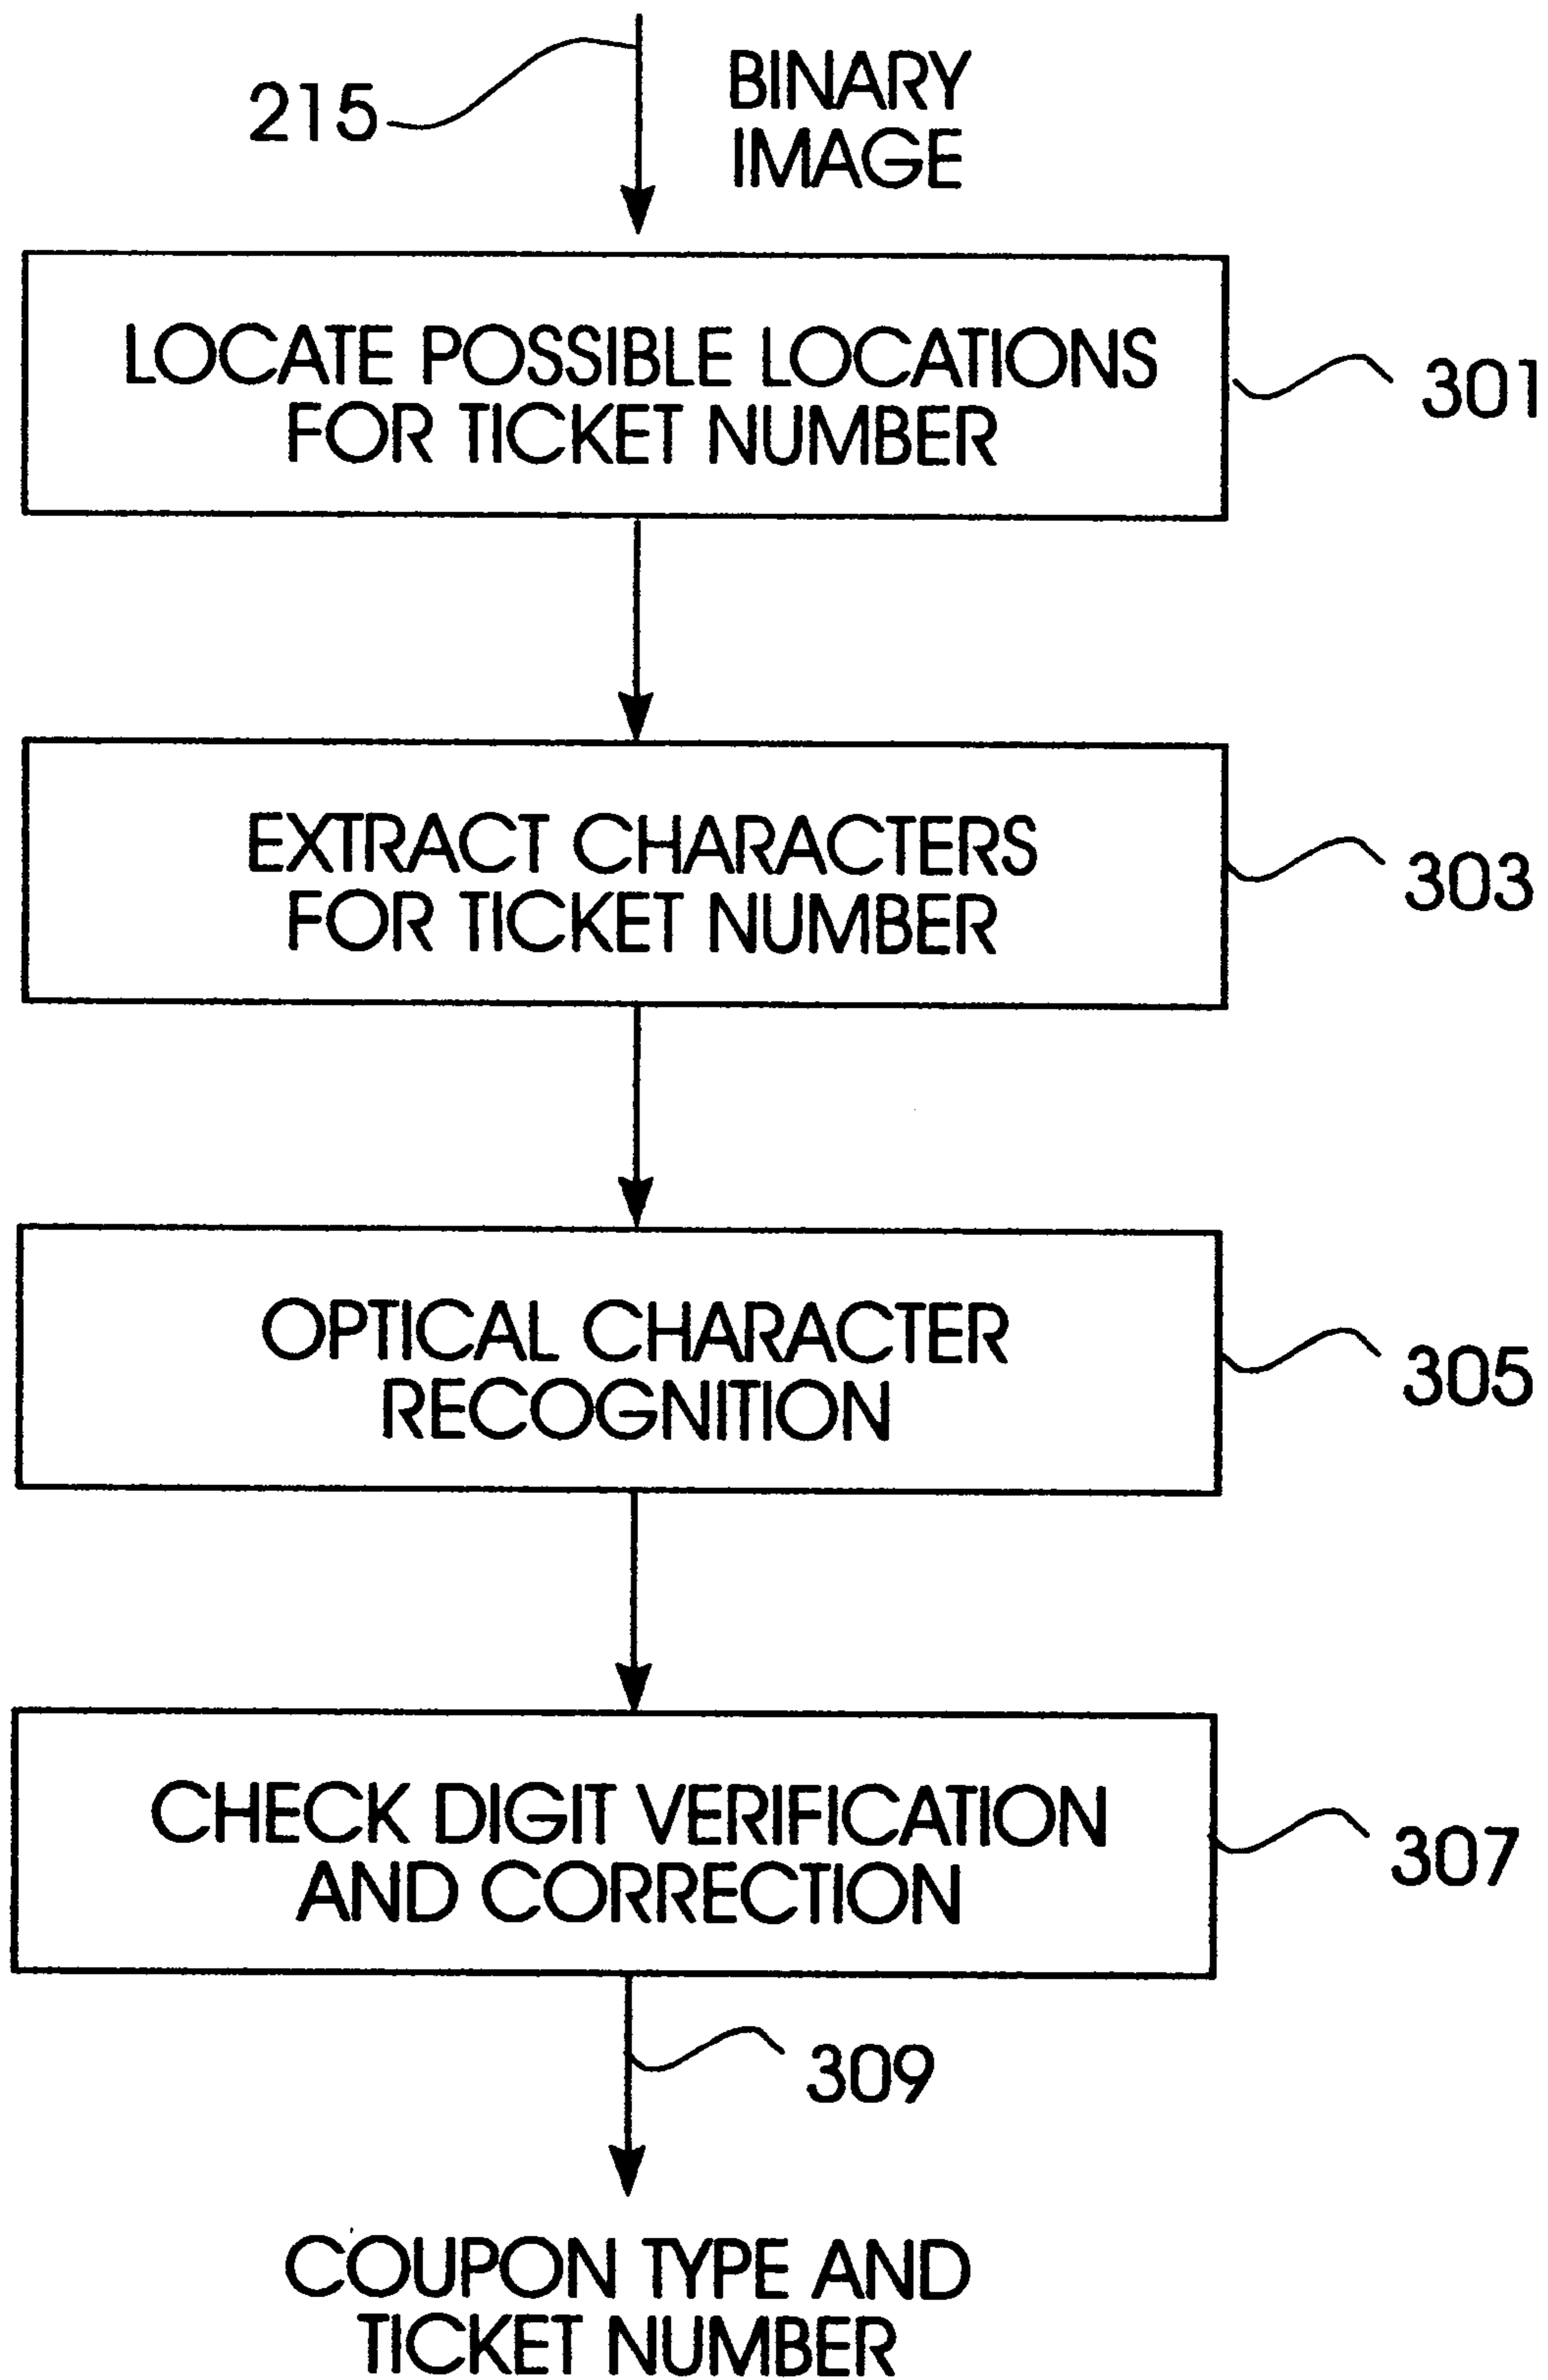 215
BINARY
IMAGE
LOCATE POSSIBLE LOCATIONS
FOR TICKET NUMBER
301
EXTRACT CHARACTERS
FOR TICKET NUMBER
303
OPTICAL CHARACTER
RECOGNITION
305
CHECK DIGIT VERIFICATION
AND CORRECTION
307
309
COUPON TYPE AND
TICKET NUMBER